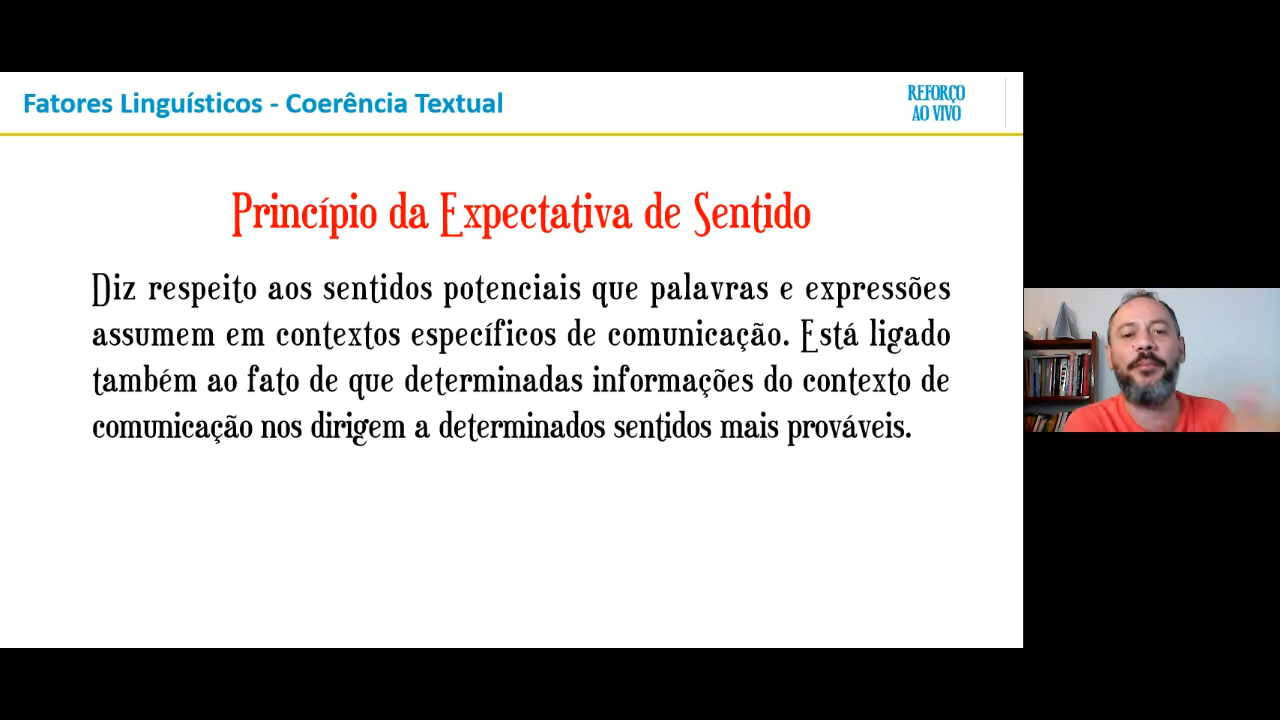 Fatores Linguísticos - Coerência Textual
REFORÇO
AO VIVO
Princípio da Expectativa de Sentido
Diz respeito aos sentidos potenciais que palavras e expressões
assumem em contextos específicos de comunicação. Está ligado
também ao fato de que determinadas informações do contexto de
comunicação nos dirigem a determinados sentidos mais prováveis.